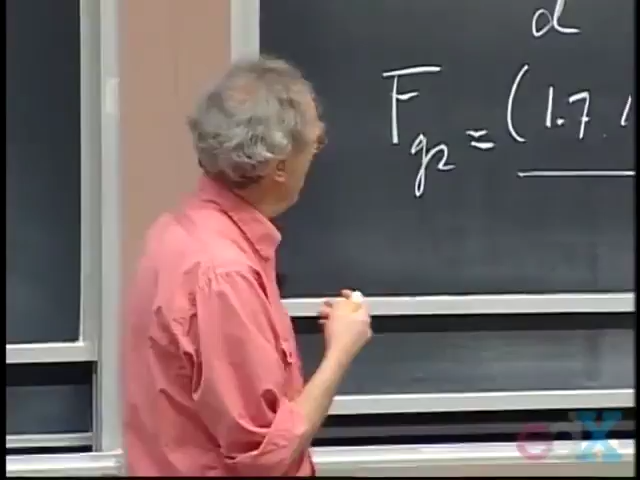 d
F_g2 = (1.7
edX